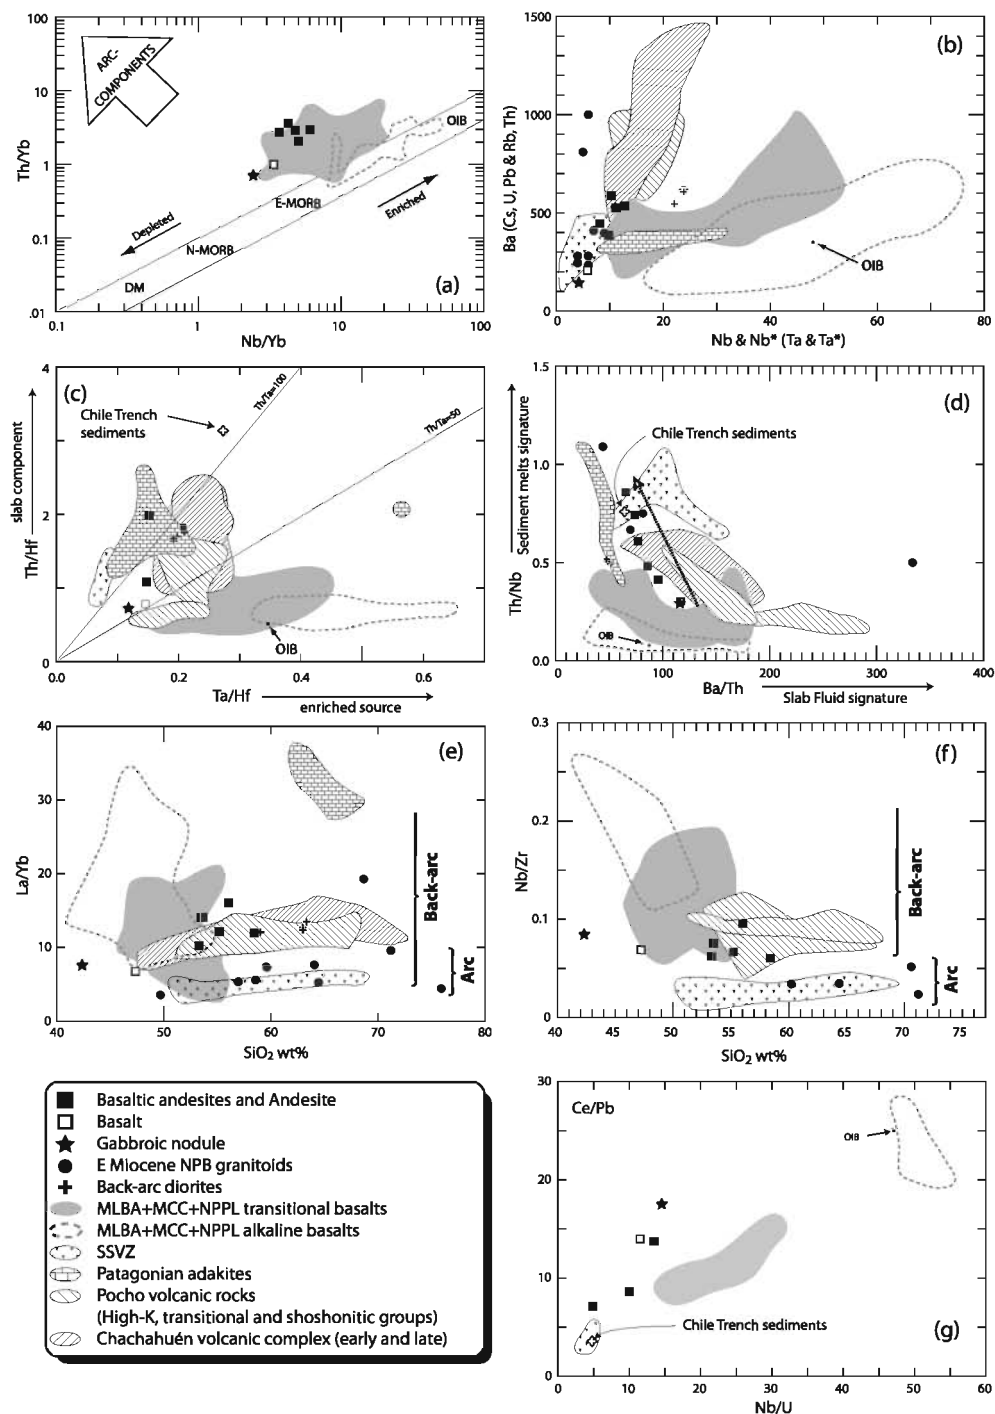 100
10
1
0.1
.01
Th/Yb
ARC-
COMPONENTS
OIB
E-MORB
Enriched
Depleted
N-MORB
DM
(a)
0.1
1
10
100
Nb/Yb
1500
1000
500
0
Ba (Cs, U, Pb & Rb, Th)
(b)
OIB
0
20
40
60
80
Nb & Nb* (Ta & Ta*)
4
2
0
Th/Hf
slab component
(c)
Chile Trench
sediments
Th/Ta=100
Th/Ta=50
OIB
0.0
0.2
0.4
0.6
Ta/Hf
enriched source
1.5
1.0
0.5
0.0
Th/Nb
Sediment melts signature
(d)
Chile Trench sediments
OIB
0
100
200
300
400
Ba/Th
Slab Fluid signature
40
30
20
10
0
La/Yb
(e)
Back-arc
Arc
40
50
60
70
80
SiO2 wt%
0.3
0.2
0.1
0
Nb/Zr
(f)
Back-arc
Arc
40
45
50
55
60
65
70
75
SiO2 wt%
Basaltic andesites and Andesite
Basalt
Gabbroic nodule
E Miocene NPB granitoids
Back-arc diorites
MLBA+MCC+NPPL transitional basalts
MLBA+MCC+NPPL alkaline basalts
SSVZ
Patagonian adakites
Pocho volcanic rocks
(High-K, transitional and shoshonitic groups)
Chachahuén volcanic complex (early and late)
30
20
10
0
Ce/Pb
OIB
Chile Trench sediments
(g)
0
10
20
30
40
50
60
Nb/U